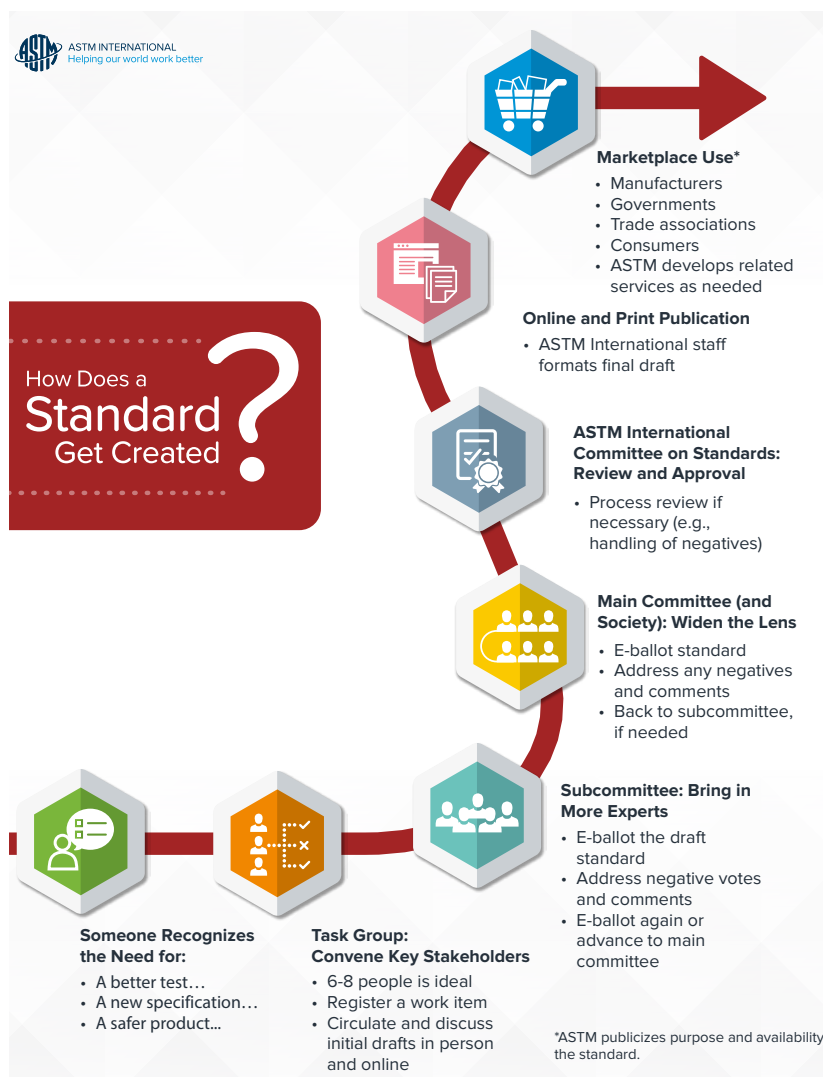 ASTM INTERNATIONAL
Helping our world work better
How Does a
Standard
Get Created
?
Marketplace Use*
• Manufacturers
• Governments
• Trade associations
• Consumers
• ASTM develops related
services as needed
Online and Print Publication
• ASTM International staff
formats final draft
ASTM International
Committee on Standards:
Review and Approval
• Process review if
necessary (e.g.,
handling of negatives)
Main Committee (and
Society): Widen the Lens
• E-ballot standard
• Address any negatives
and comments
• Back to subcommittee,
if needed
Subcommittee: Bring in
More Experts
• E-ballot the draft
standard
• Address negative votes
and comments
• E-ballot again or
advance to main
committee
Someone Recognizes
the Need for:
• A better test…
• A new specification…
• A safer product...
Task Group:
Convene Key Stakeholders
• 6-8 people is ideal
• Register a work item
• Circulate and discuss
initial drafts in person
and online
*ASTM publicizes purpose and availability
the standard.